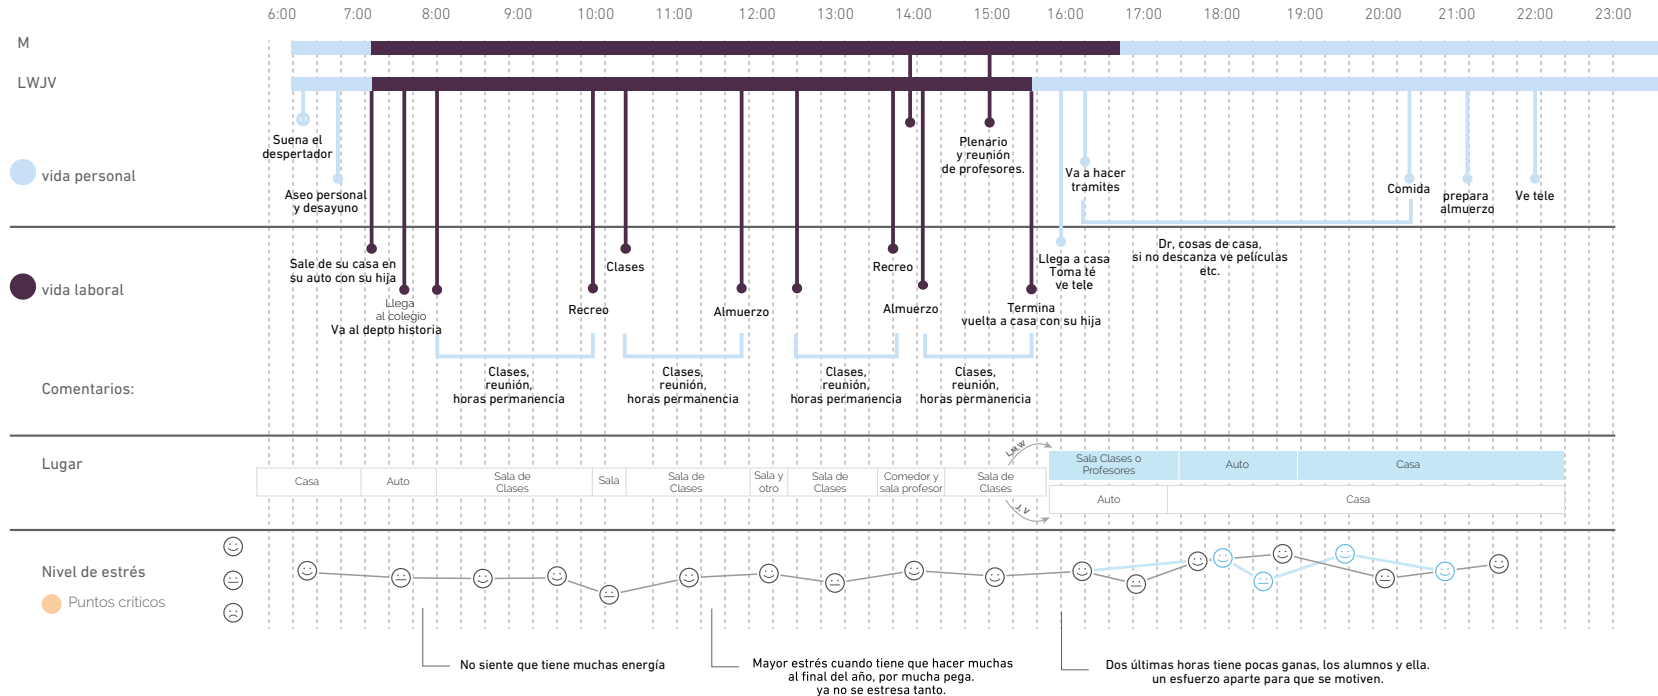 6:00 7:00 8:00 9:00 10:00 11:00 12:00 13:00 14:00 15:00 16:00 17:00 18:00 19:00 20:00 21:00 22:00 23:00
M
LWJV
Suena el
despertador
Aseo personal
y desayuno
Plenario
y reunión
de profesores.
Va a hacer
tramites
Comida
prepara
almuerzo
Ve tele
vida personal
Sale de su casa en
su auto con su hija
Llega
al colegio
Va al depto historia
Recreo
Clases
Almuerzo
Recreo
Almuerzo
Termina
vuelta a casa con su hija
Llega a casa
Toma té
ve tele
Dr, cosas de casa,
si no descanza ve películas
etc.
vida laboral
Clases,
reunión,
horas permanencia
Clases,
reunión,
horas permanencia
Clases,
reunión,
horas permanencia
Clases,
reunión,
horas permanencia
Comentarios:
Lugar
Casa
Auto
Sala de
Clases
Sala
Sala de
Clases
Sala y
otro
Sala de
Clases
Comedor y
sala profesor
Sala de
Clases
L,M,W
J, V
Sala Clases o
Profesores
Auto
Casa
Auto
Casa
Nivel de estrés
Puntos críticos
No siente que tiene muchas energía
Mayor estrés cuando tiene que hacer muchas
al final del año, por mucha pega.
ya no se estresa tanto.
Dos últimas horas tiene pocas ganas, los alumnos y ella.
un esfuerzo aparte para que se motiven.